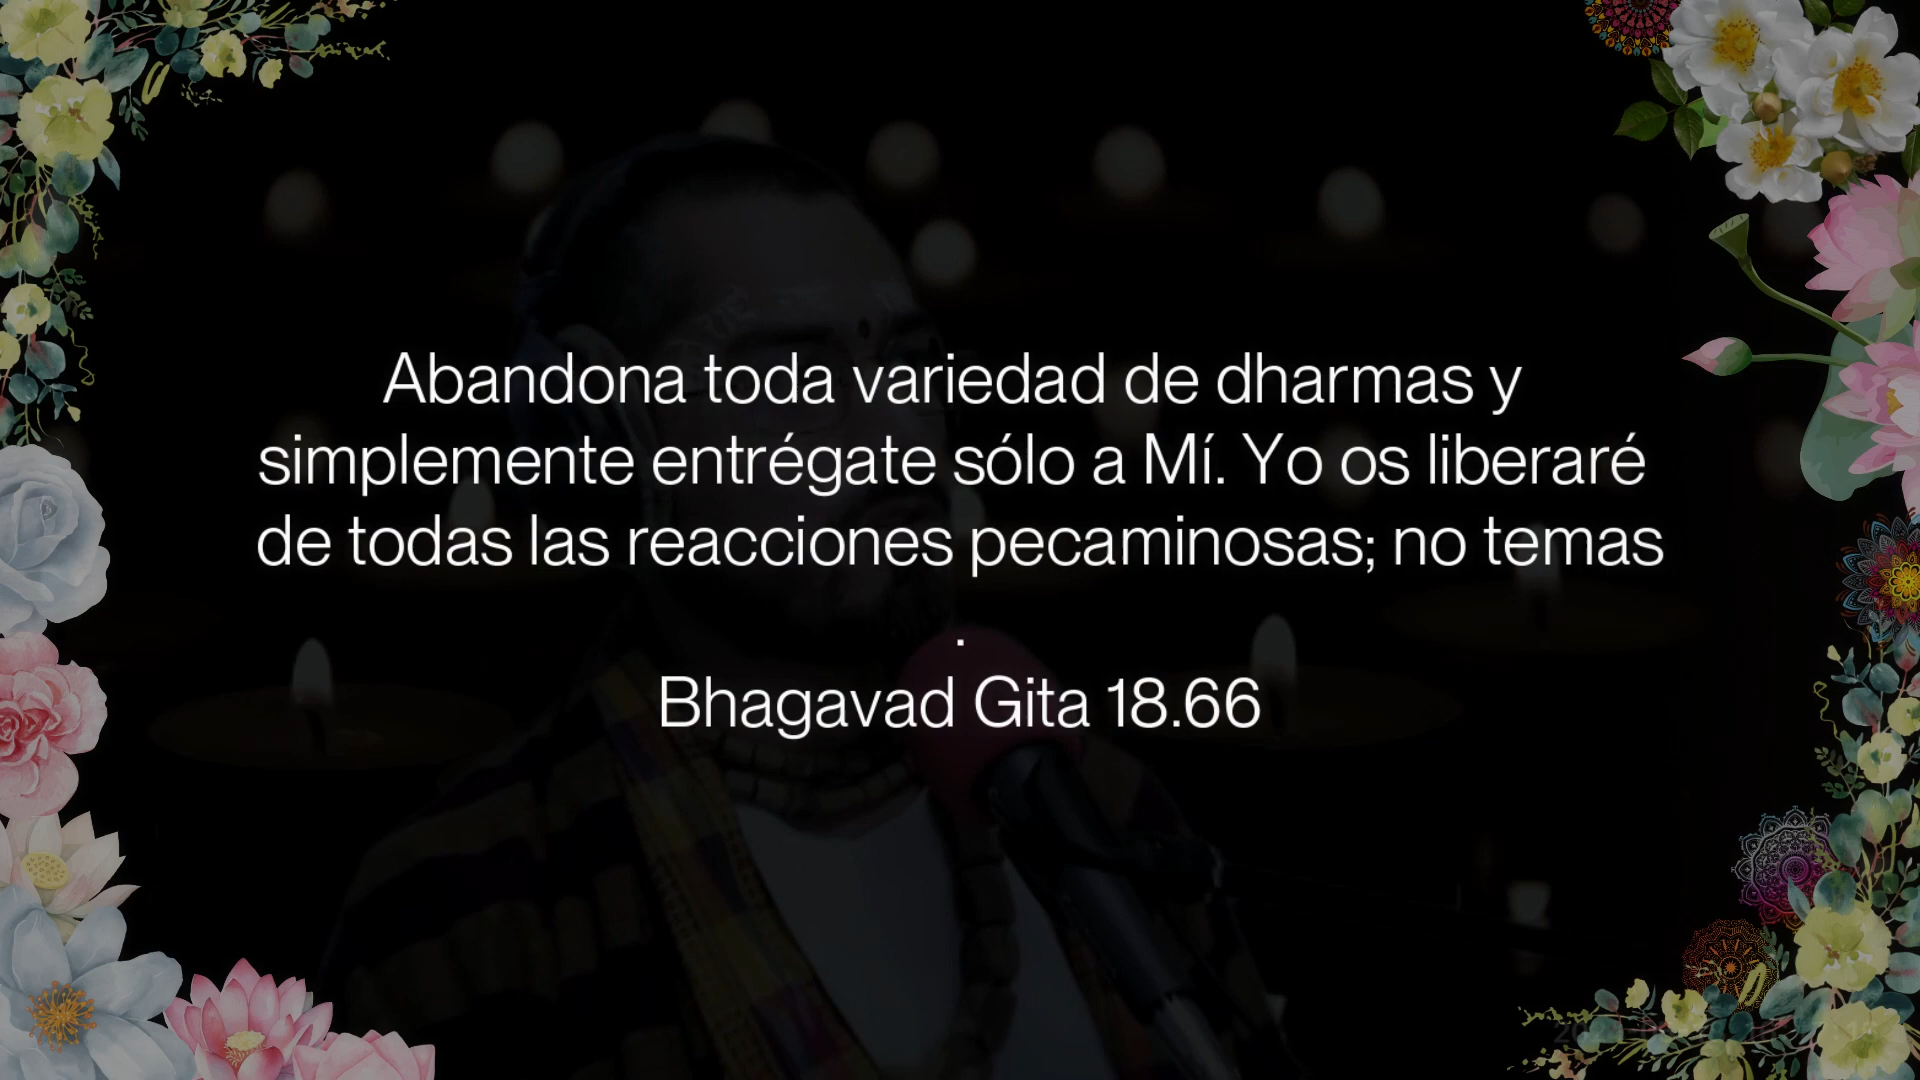 Abandona toda variedad de dharmas y
simplemente entrégate sólo a Mí. Yo os liberaré
de todas las reacciones pecaminosas; no temas
.
Bhagavad Gita 18.66